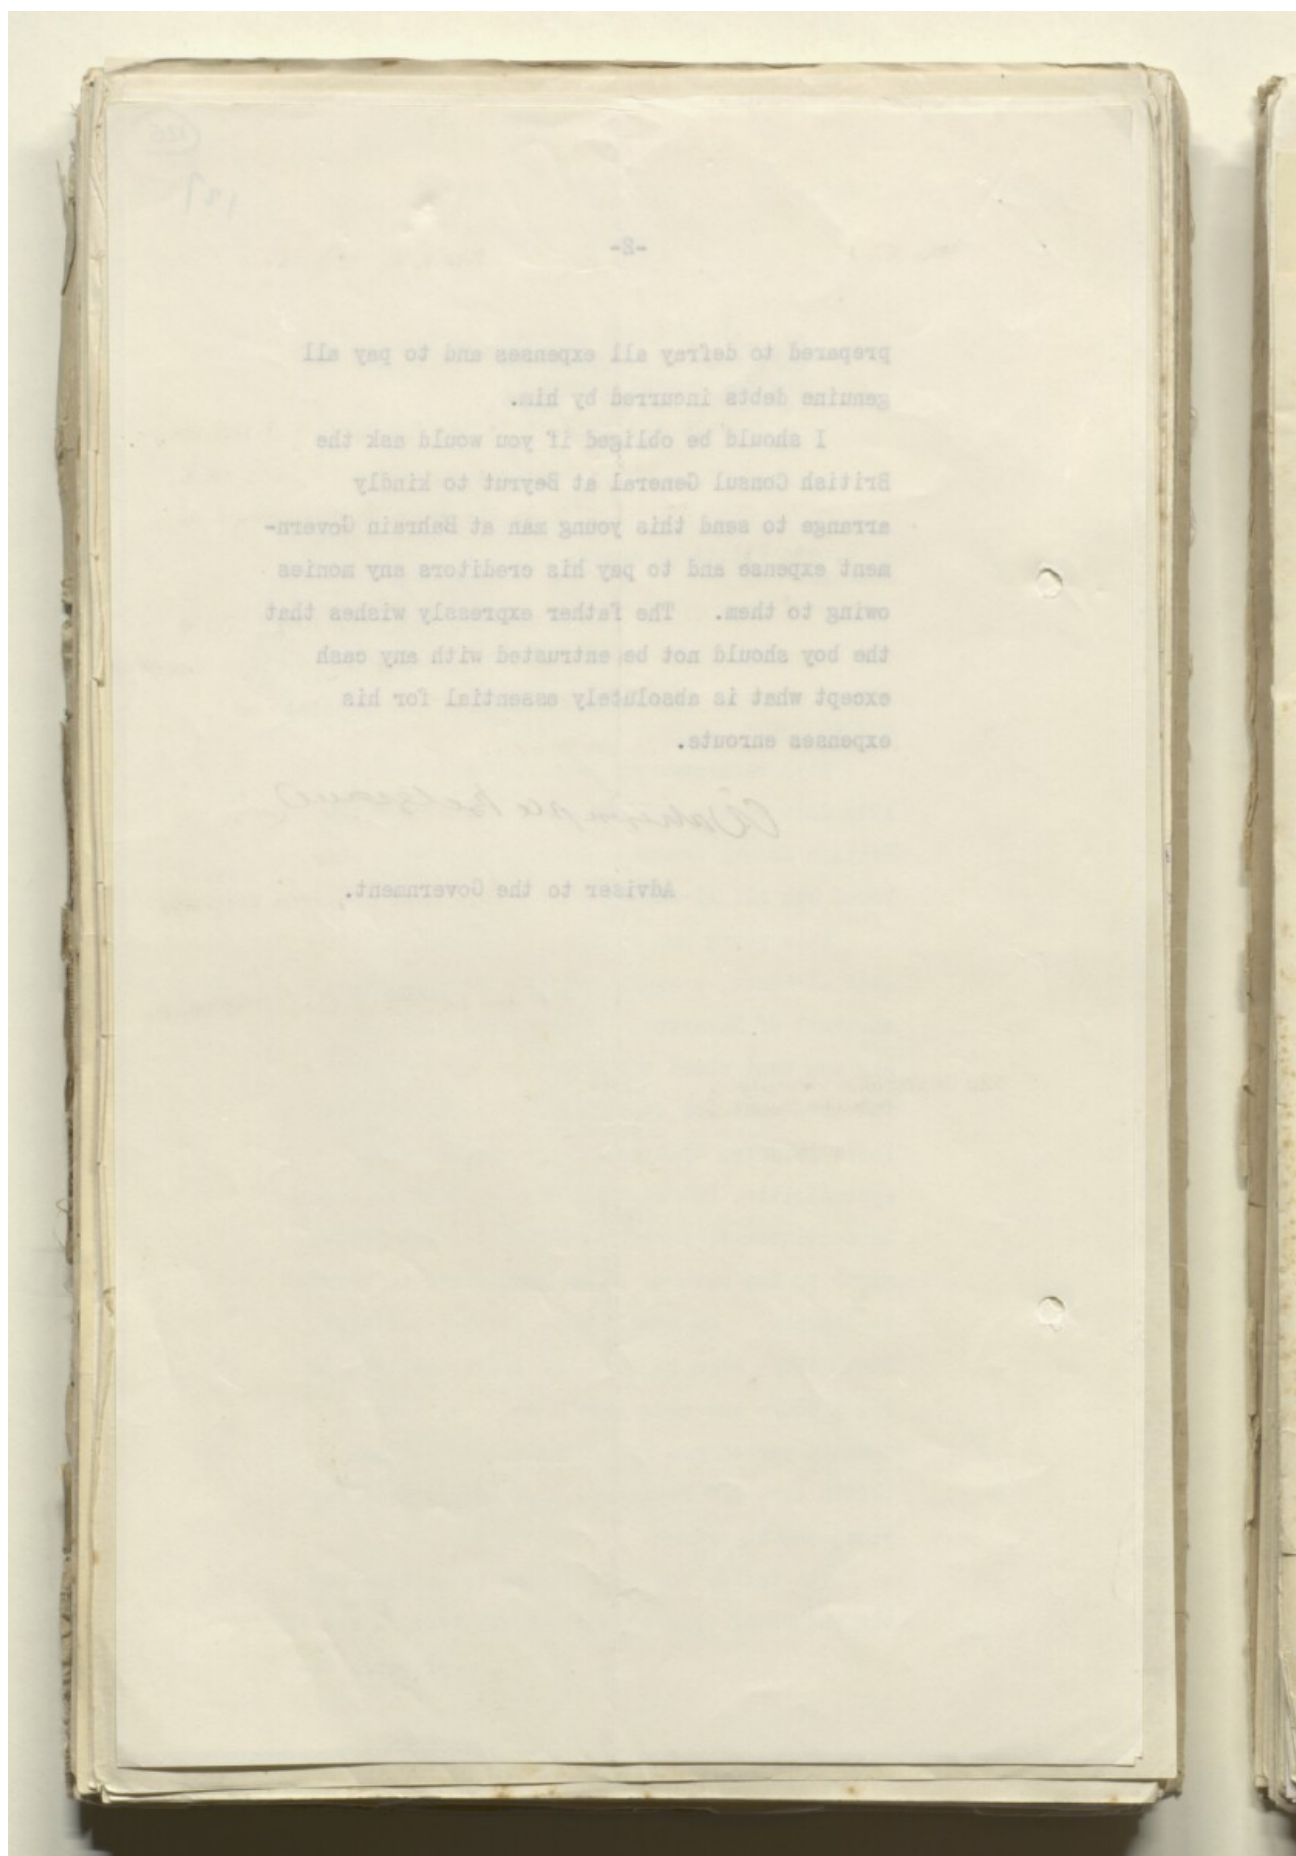 -2-
prepared to defray all expenses and to pay all
genuine debts incurred by him.
I should be obliged if you would ask the
British Consul General at Beyrut to kindly
arrange to send this young man at Bahrain Govern-
ment expense and to pay his creditors any monies
owing to them. The father expressly wishes that
the boy should not be entrusted with any cash
except what is absolutely essential for his
expenses enroute.
Adviser to the Government.